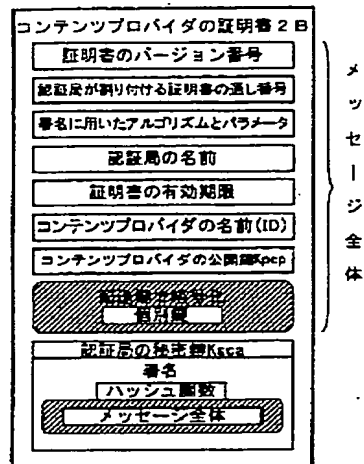 コンテンツプロバイダの証明書2B
証明書のバージョン番号
認証局が割り付ける証明書の通し番号
署名に用いたアルゴリズムとパラメータ
認証局の名前
証明書の有効期限
コンテンツプロバイダの名前(ID)
コンテンツプロバイダの公開鍵Kpcp
個別鍵
認証局の秘密鍵Ksca
署名
ハッシュ関数
メッセージ全体
メッセージ全体